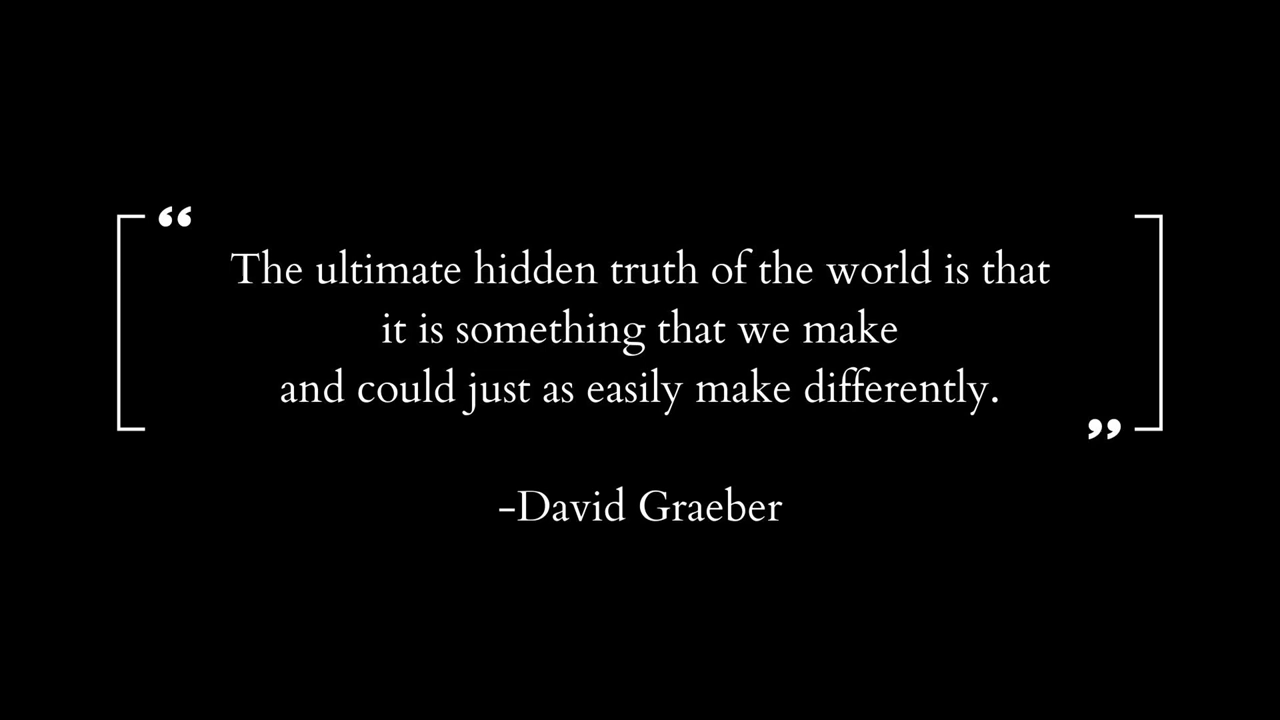 “
The ultimate hidden truth of the world is that
it is something that we make
and could just as easily make differently.
”
-David Graeber